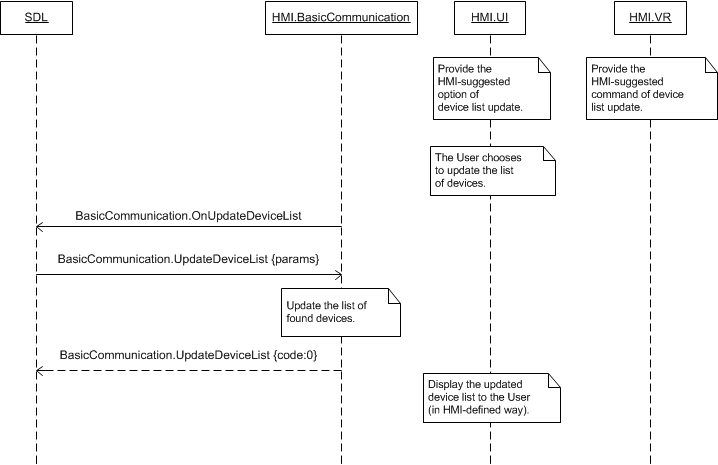 SDL
HMI.BasicCommunication
HMI.UI
HMI.VR
Provide the
HMI-suggested
option of
device list update.
Provide the
HMI-suggested
command of device
list update.
The User chooses
to update the list
of devices.
BasicCommunication.OnUpdateDeviceList
BasicCommunication.UpdateDeviceList {params}
Update the list of
found devices.
BasicCommunication.UpdateDeviceList {code:0}
Display the updated
device list to the User
(in HMI-defined way).